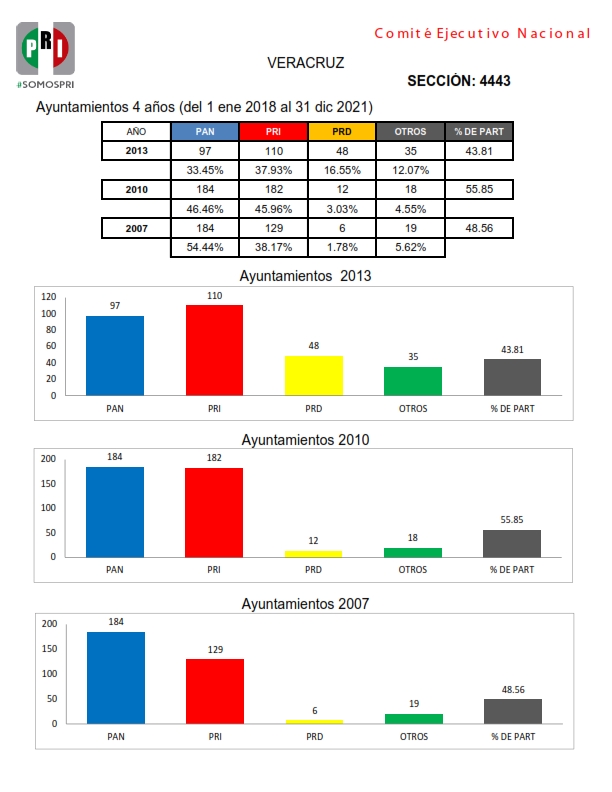 Comité Ejecutivo Nacional
PRI
#SOMOSPRI
VERACRUZ
SECCIÓN: 4443
Ayuntamientos 4 años (del 1 ene 2018 al 31 dic 2021)
AÑO PAN PRI PRD OTROS % DE PART
2013 97 110 48 35 43.81
33.45% 37.93% 16.55% 12.07%
2010 184 182 12 18 55.85
46.46% 45.96% 3.03% 4.55%
2007 184 129 6 19 48.56
54.44% 38.17% 1.78% 5.62%
Ayuntamientos 2013
120
100
80
60
40
20
0
97 110 48 35 43.81
PAN PRI PRD OTROS % DE PART
Ayuntamientos 2010
200
150
100
50
0
184 182 12 18 55.85
PAN PRI PRD OTROS % DE PART
Ayuntamientos 2007
200
150
100
50
0
184 129 6 19 48.56
PAN PRI PRD OTROS % DE PART